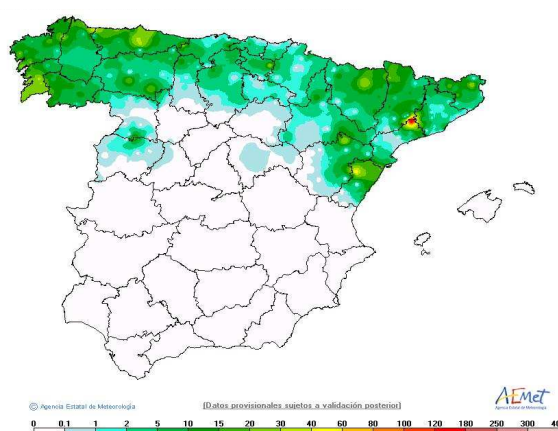 © Agencia Estatal de Meteorología
(Datos provisionales sujetos a validación posterior)
AEMet
Agencia Estatal de Meteorología
0 0.1 1 2 5 10 15 20 30 40 50 60 80 100 120 180 250 300